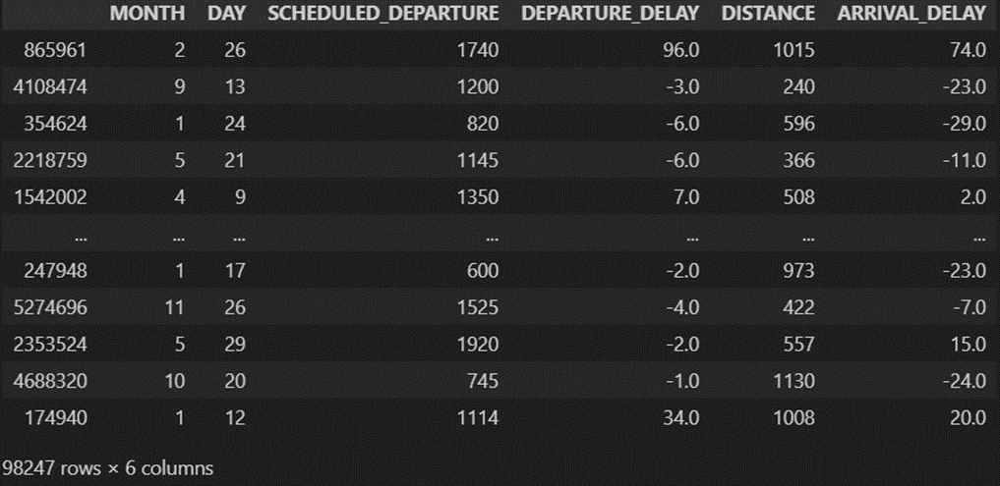 MONTH DAY SCHEDULED_DEPARTURE DEPARTURE_DELAY DISTANCE ARRIVAL_DELAY
865961 2 26 1740 96.0 1015 74.0
4108474 9 13 1200 -3.0 240 -23.0
354624 1 24 820 -6.0 596 -29.0
2218759 5 21 1145 -6.0 366 -11.0
1542002 4 9 1350 7.0 508 2.0
... ... ... ... ... ... ...
247948 1 17 600 -2.0 973 -23.0
5274696 11 26 1525 -4.0 422 -7.0
2353524 5 29 1920 -2.0 557 15.0
4688320 10 20 745 -1.0 1130 -24.0
174940 1 12 1114 34.0 1008 20.0
98247 rows × 6 columns